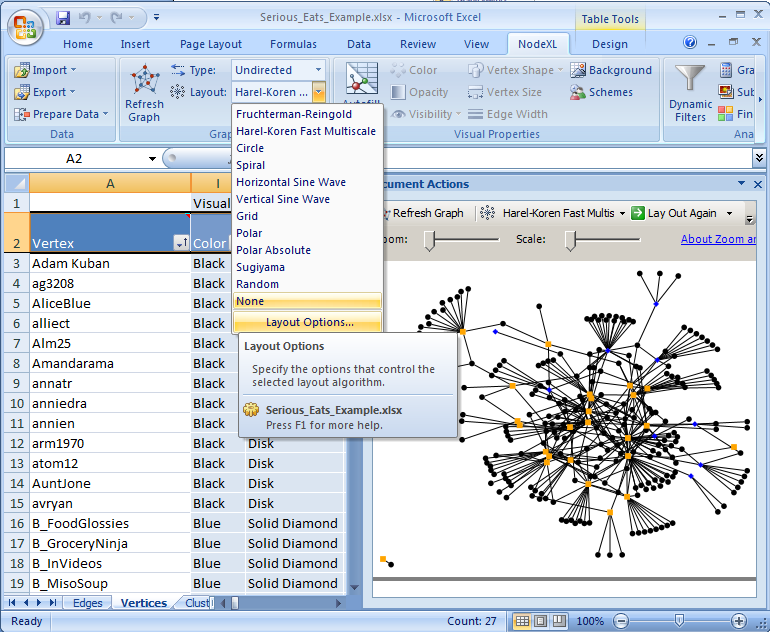 Serious_Eats_Example.xlsx - Microsoft Excel
Table Tools
Home Insert Page Layout Formulas Data Review View NodeXL Design
Import
Export
Prepare Data
Data
Refresh Graph
Type: Undirected
Layout: Harel-Koren ...
Color
Opacity
Visibility
Vertex Shape
Vertex Size
Edge Width
Visual Properties
Background
Schemes
Dynamic Filters
Gra
Sub
Fin
Ana
A2
Fruchterman-Reingold
Harel-Koren Fast Multiscale
Circle
Spiral
Horizontal Sine Wave
Vertical Sine Wave
Grid
Polar
Polar Absolute
Sugiyama
Random
None
Layout Options...
Layout Options
Specify the options that control the
selected layout algorithm.
Serious_Eats_Example.xlsx
Press F1 for more help.
cument Actions
Refresh Graph Harel-Koren Fast Multis Lay Out Again
oom: Scale: About Zoom an
A I
1 Visual
2 Vertex Color
3 Adam Kuban Black
4 ag3208 Black
5 AliceBlue Black
6 alliect Black
7 Alm25 Black
8 Amandarama Black
9 annatr Black
10 anniedra Black
11 annien Black
12 arm1970 Black Disk
13 atom12 Black Disk
14 AuntJone Black Disk
15 avryan Black Disk
16 B_FoodGlossies Blue Solid Diamond
17 B_GroceryNinja Blue Solid Diamond
18 B_InVideos Blue Solid Diamond
19 B_MisoSoup Blue Solid Diamond
Edges Vertices Clust
Ready Count: 27 100%